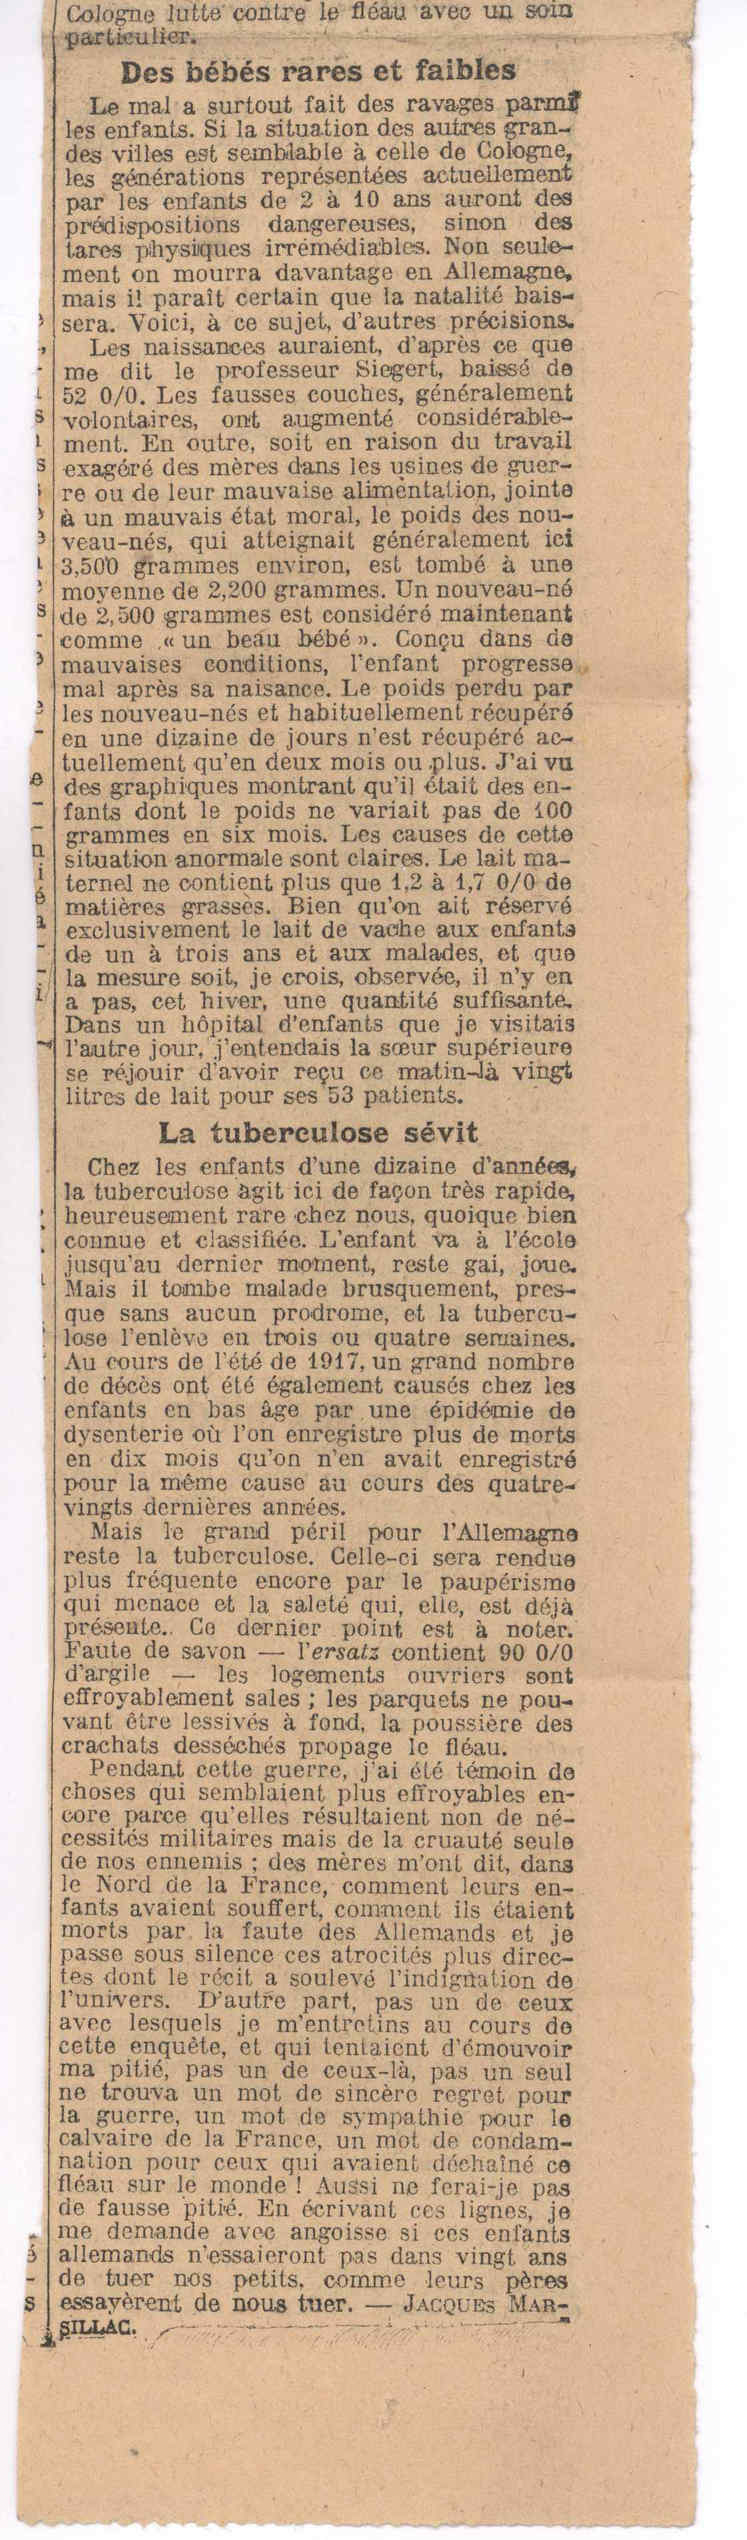 Cologne lutte contre le fléau avec un soin
particulier.
Des bébés rares et faibles
Le mal a surtout fait des ravages parmi
les enfants. Si la situation des autres gran-
des villes est semblable à celle de Cologne,
les générations représentées actuellement
par les enfants de 2 à 10 ans auront des
prédispositions dangereuses, sinon des
tares physiques irrémédiables. Non seule-
ment on mourra davantage en Allemagne,
mais il paraît certain que la natalité bais-
sera. Voici, à ce sujet, d'autres précisions.
Les naissances auraient, d'après ce que
me dit le professeur Siegert, baissé de
52 0/0. Les fausses couches, généralement
volontaires, ont augmenté considérable-
ment. En outre, soit en raison du travail
exagéré des mères dans les usines de guer-
re ou de leur mauvaise alimentation, jointe
à un mauvais état moral, le poids des nou-
veau-nés, qui atteignait généralement ici
3,500 grammes environ, est tombé à une
moyenne de 2,200 grammes. Un nouveau-né
de 2,500 grammes est considéré maintenant
comme « un beau bébé ». Conçu dans de
mauvaises conditions, l'enfant progresse
mal après sa naisance. Le poids perdu par
les nouveau-nés et habituellement récupéré
en une dizaine de jours n'est récupéré ac-
tuellement qu'en deux mois ou plus. J'ai vu
des graphiques montrant qu'il était des en-
fants dont le poids ne variait pas de 100
grammes en six mois. Les causes de cette
situation anormale sont claires. Le lait ma-
ternel ne contient plus que 1,2 à 1,7 0/0 de
matières grasses. Bien qu'on ait réservé
exclusivement le lait de vache aux enfants
de un à trois ans et aux malades, et que
la mesure soit, je crois, observée, il n'y en
a pas, cet hiver, une quantité suffisante.
Dans un hôpital d'enfants que je visitais
l'autre jour, j'entendais la sœur supérieure
se réjouir d'avoir reçu ce matin-là vingt
litres de lait pour ses 53 patients.
La tuberculose sévit
Chez les enfants d'une dizaine d'années,
la tuberculose agit ici de façon très rapide,
heureusement rare chez nous, quoique bien
connue et classifiée. L'enfant va à l'école
jusqu'au dernier moment, reste gai, joue.
Mais il tombe malade brusquement, pres-
que sans aucun prodrome, et la tubercu-
lose l'enlève en trois ou quatre semaines.
Au cours de l'été de 1917, un grand nombre
de décès ont été également causés chez les
enfants en bas âge par une épidémie de
dysenterie où l'on enregistre plus de morts
en dix mois qu'on n'en avait enregistré
pour la même cause au cours des quatre-
vingts dernières années.
Mais le grand péril pour l'Allemagne
reste la tuberculose. Celle-ci sera rendue
plus fréquente encore par le paupérisme
qui menace et la saleté qui, elle, est déjà
présente. Ce dernier point est à noter.
Faute de savon — l'ersatz contient 90 0/0
d'argile — les logements ouvriers sont
effroyablement sales ; les parquets ne pou-
vant être lessivés à fond, la poussière des
crachats desséchés propage le fléau.
Pendant cette guerre, j'ai été témoin de
choses qui semblaient plus effroyables en-
core parce qu'elles résultaient non de né-
cessités militaires mais de la cruauté seule
de nos ennemis ; des mères m'ont dit, dans
le Nord de la France, comment leurs en-
fants avaient souffert, comment ils étaient
morts par la faute des Allemands et je
passe sous silence ces atrocités plus direc-
tes dont le récit a soulevé l'indignation de
l'univers. D'autre part, pas un de ceux
avec lesquels je m'entretins au cours de
cette enquête, et qui tentaient d'émouvoir
ma pitié, pas un de ceux-là, pas un seul
ne trouva un mot de sincère regret pour
la guerre, un mot de sympathie pour le
calvaire de la France, un mot de condam-
nation pour ceux qui avaient déchaîné ce
fléau sur le monde ! Aussi ne ferai-je pas
de fausse pitié. En écrivant ces lignes, je
me demande avec angoisse si ces enfants
allemands n'essaieront pas dans vingt ans
de tuer nos petits, comme leurs pères
essayèrent de nous tuer. — JACQUES MAR-
SILLAC.